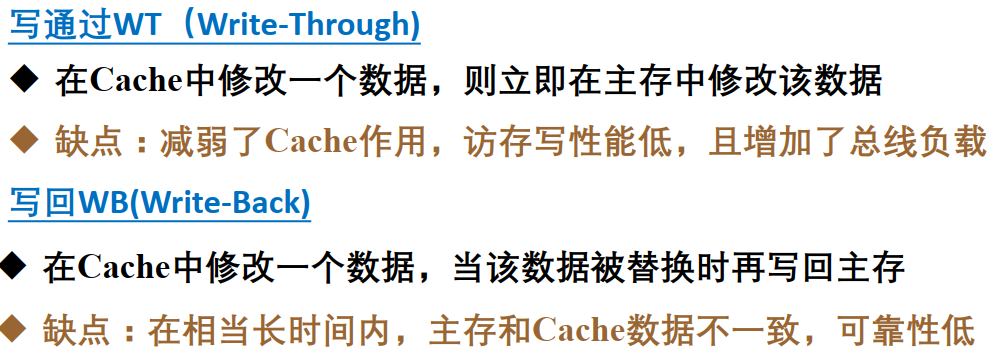 写通过WT（Write-Through)
◆ 在Cache中修改一个数据，则立即在主存中修改该数据
◆ 缺点：减弱了Cache作用，访存写性能低，且增加了总线负载
写回WB(Write-Back)
◆ 在Cache中修改一个数据，当该数据被替换时再写回主存
◆ 缺点：在相当长时间内，主存和Cache数据不一致，可靠性低